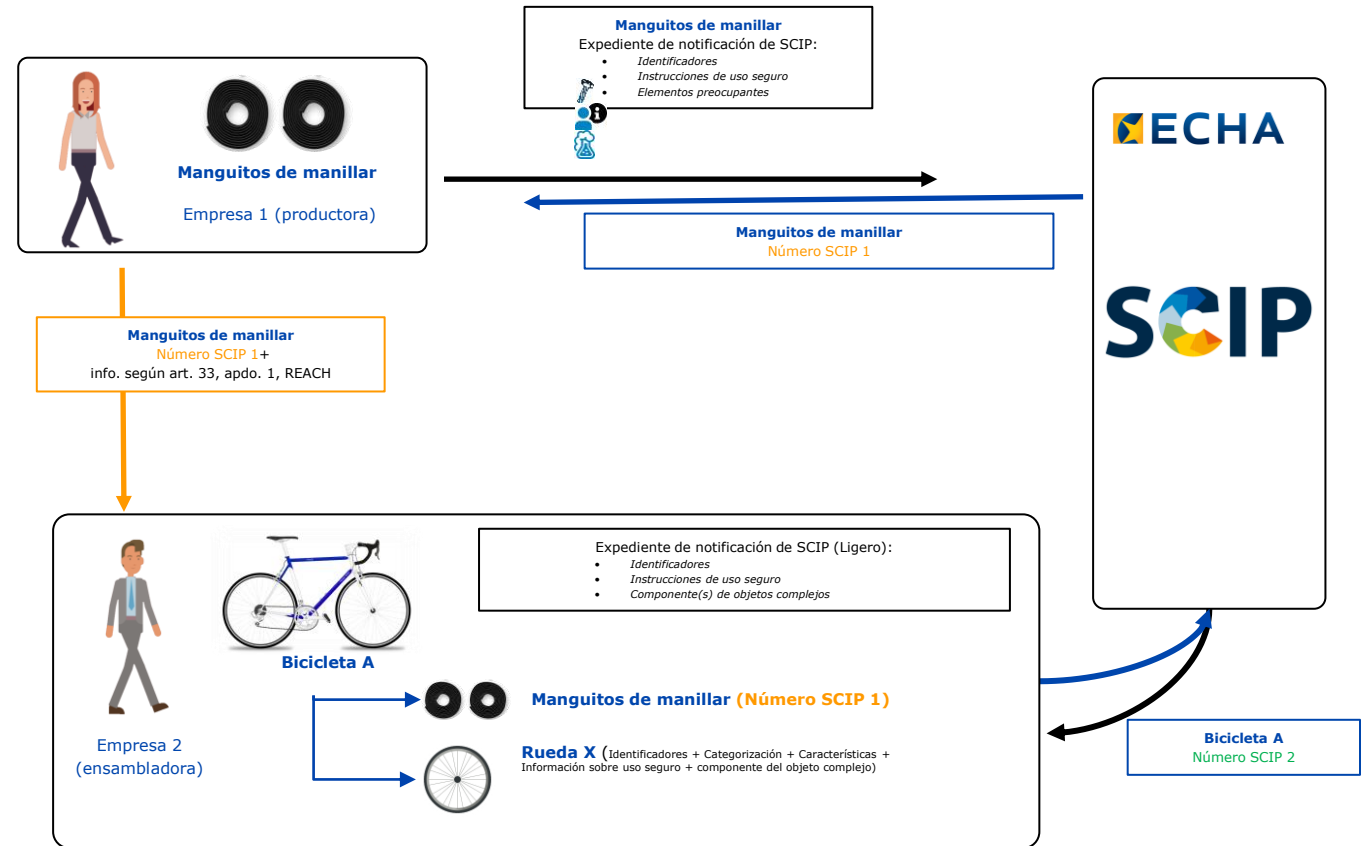 Manguitos de manillar
Expediente de notificación de SCIP:
• Identificadores
• Instrucciones de uso seguro
• Elementos preocupantes
Manguitos de manillar
Empresa 1 (productora)
ECHA
Manguitos de manillar
Número SCIP 1
SCIP
Manguitos de manillar
Número SCIP 1+
info. según art. 33, apdo. 1, REACH
Expediente de notificación de SCIP (Ligero):
• Identificadores
• Instrucciones de uso seguro
• Componente(s) de objetos complejos
Bicicleta A
Manguitos de manillar (Número SCIP 1)
Empresa 2
(ensambladora)
Rueda X (Identificadores + Categorización + Características +
Información sobre uso seguro + componente del objeto complejo)
Bicicleta A
Número SCIP 2